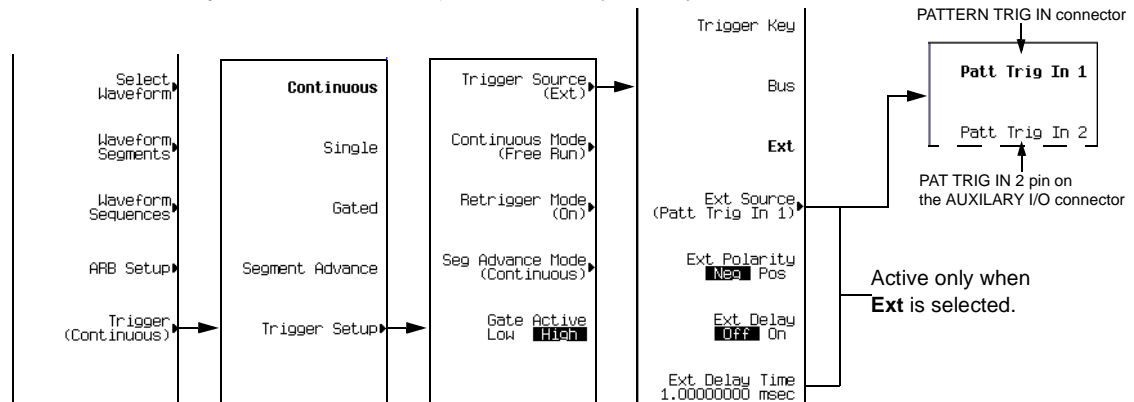 Select
Waveform
Waveform
Segments
Waveform
Sequences
ARB Setup
Trigger
(Continuous)
Continuous
Single
Gated
Segment Advance
Trigger Setup
Trigger Source
(Ext)
Continuous Mode
(Free Run)
Retrigger Mode
(On)
Seg Advance Mode
(Continuous)
Gate Active
Low High
Trigger Key
Bus
Ext
Ext Source
(Patt Trig In 1)
Ext Polarity
Neg Pos
Ext Delay
Off On
Ext Delay Time
1.00000000 msec
PATTERN TRIG IN connector
Patt Trig In 1
Patt Trig In 2
PAT TRIG IN 2 pin on
the AUXILARY I/O connector
Active only when
Ext is selected.